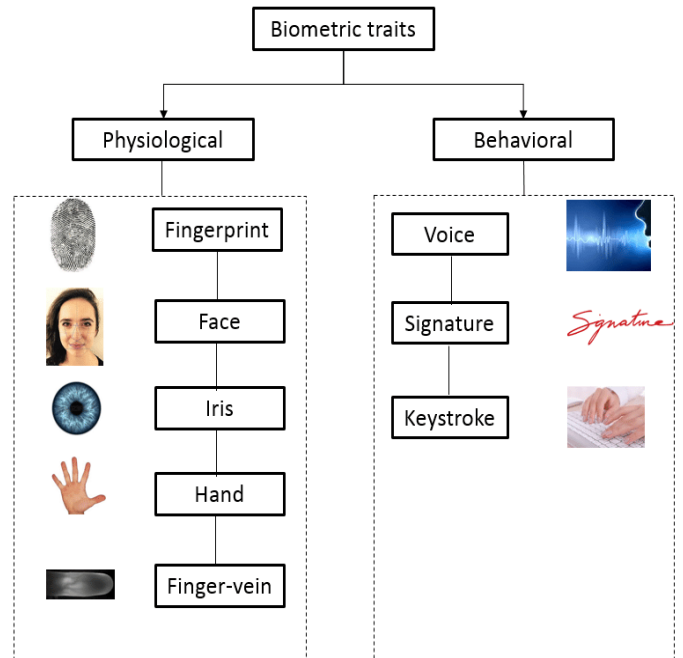 Biometric traits
Physiological
Behavioral
Fingerprint
Face
Iris
Hand
Finger-vein
Voice
Signature
Keystroke
Signature